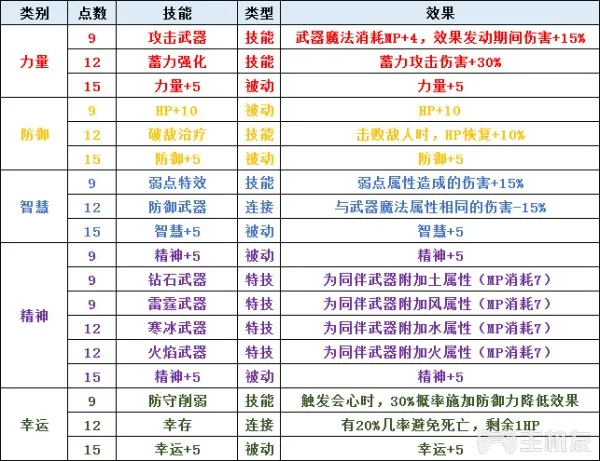 类别 点数 技能 类型 效果
力量 9 攻击武器 技能 武器魔法消耗MP+4，效果发动期间伤害+15%
12 蓄力强化 技能 蓄力攻击伤害+30%
15 力量+5 被动 力量+5
防御 9 HP+10 被动 HP+10
12 破敌治疗 技能 击败敌人时，HP恢复+10%
15 防御+5 被动 防御+5
智慧 9 弱点特效 技能 弱点属性造成的伤害+15%
12 防御武器 连接 与武器魔法属性相同的伤害-15%
15 智慧+5 被动 智慧+5
精神 9 精神+5 被动 精神+5
9 钻石武器 特技 为同伴武器附加土属性（MP消耗7）
9 雷霆武器 特技 为同伴武器附加风属性（MP消耗7）
12 寒冰武器 特技 为同伴武器附加水属性（MP消耗7）
12 火焰武器 特技 为同伴武器附加火属性（MP消耗7）
15 精神+5 被动 精神+5
幸运 9 防守削弱 技能 触发会心时，30%概率施加防御力降低效果
12 幸存 连接 有20%几率避免死亡，剩余1HP
15 幸运+5 被动 幸运+5
主机友